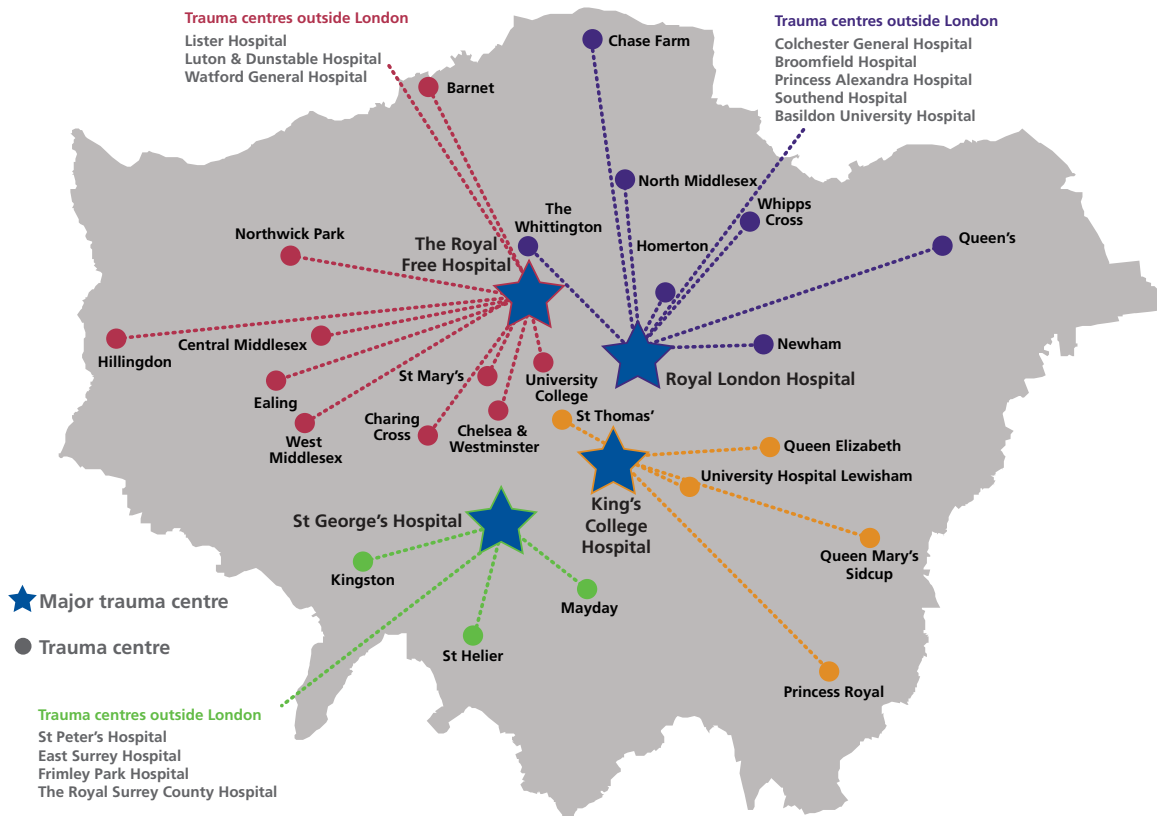 Trauma centres outside London
Lister Hospital
Luton & Dunstable Hospital
Watford General Hospital
Trauma centres outside London
Colchester General Hospital
Broomfield Hospital
Princess Alexandra Hospital
Southend Hospital
Basildon University Hospital
Chase Farm
Barnet
North Middlesex
Whipps
Cross
The
Whittington
Northwick Park
The Royal
Free Hospital
Homerton
Queen's
Hillingdon
Central Middlesex
Newham
St Mary's
University
College
Royal London Hospital
Ealing
West
Middlesex
Charing
Cross
Chelsea &
Westminster
St Thomas'
Queen Elizabeth
University Hospital Lewisham
King's
College
Hospital
St George's Hospital
Queen Mary's
Sidcup
Kingston
Mayday
Major trauma centre
Trauma centre
St Helier
Princess Royal
Trauma centres outside London
St Peter's Hospital
East Surrey Hospital
Frimley Park Hospital
The Royal Surrey County Hospital